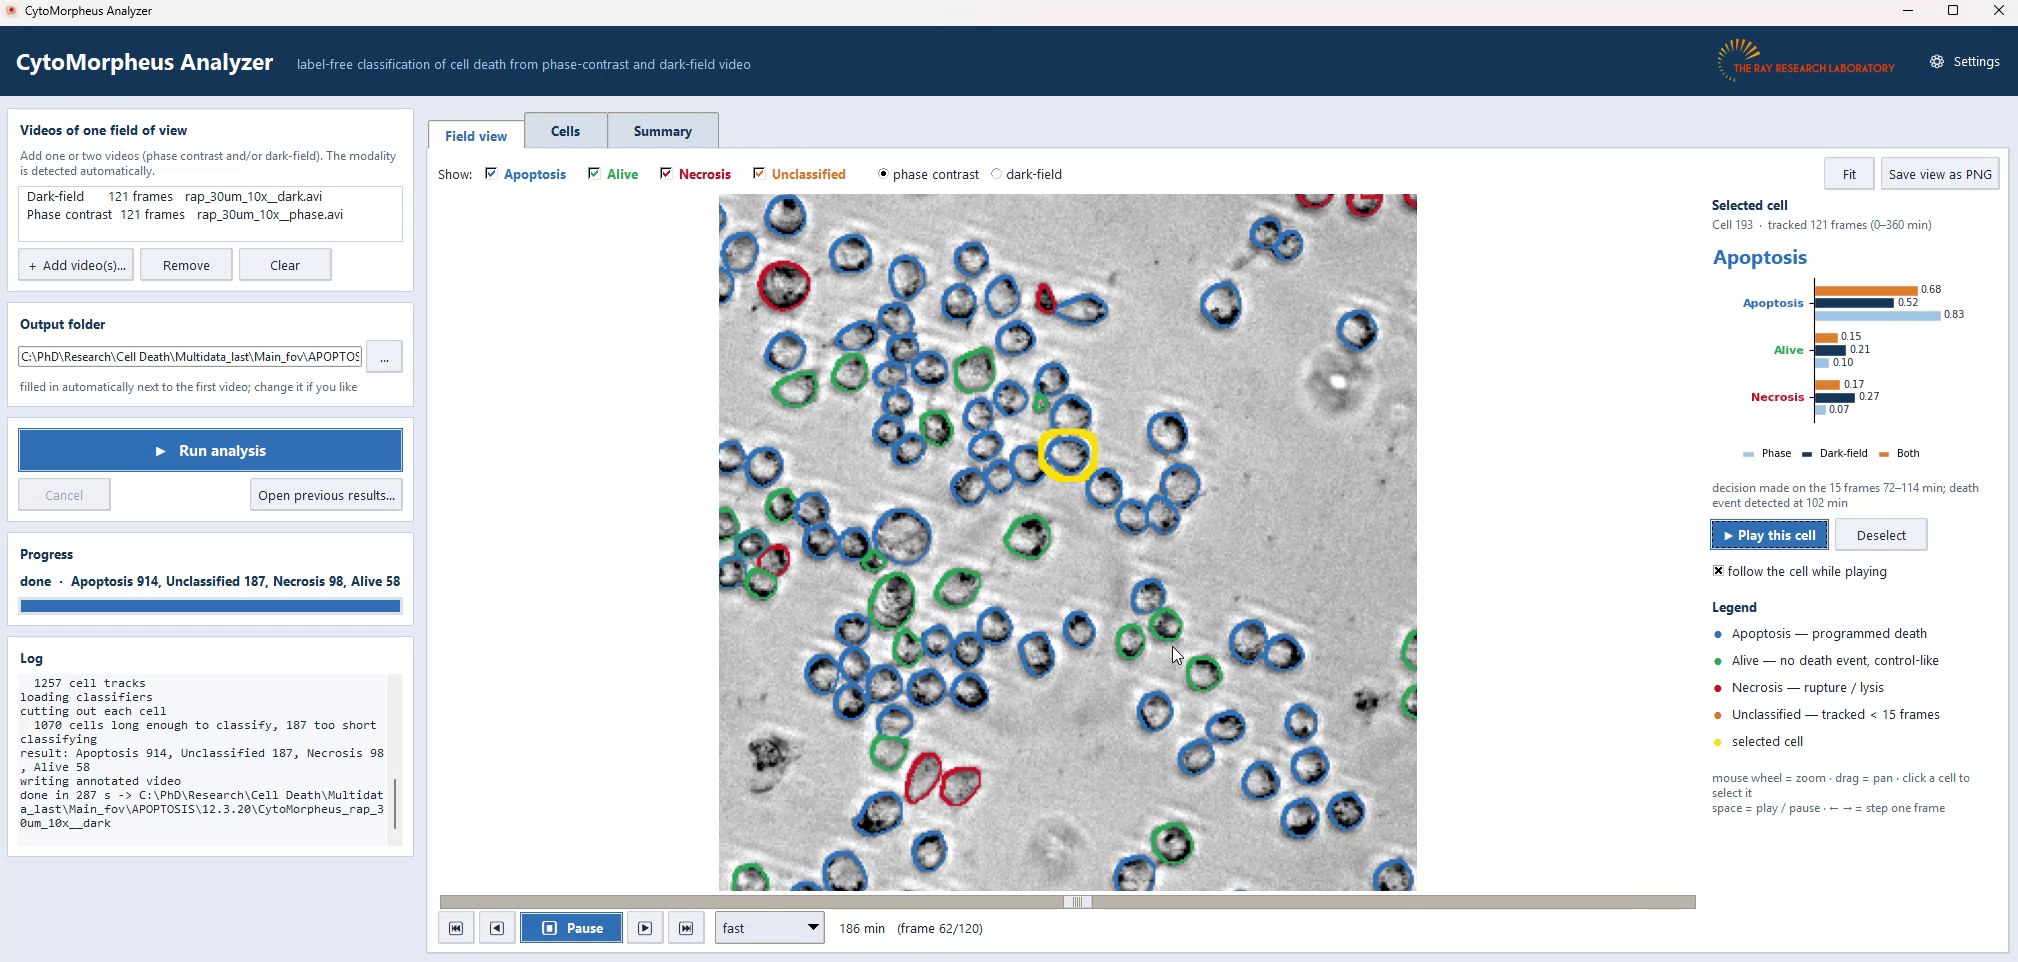 CytoMorpheus Analyzer
CytoMorpheus Analyzer
label-free classification of cell death from phase-contrast and dark-field video
THE RAY RESEARCH LABORATORY
Settings
Videos of one field of view
Add one or two videos (phase contrast and/or dark-field). The modality
is detected automatically.
Dark-field 121 frames rap_30um_10x__dark.avi
Phase contrast 121 frames rap_30um_10x__phase.avi
+ Add video(s)...
Remove
Clear
Output folder
C:\PhD\Research\Cell Death\Multidata_last\Main_fov\APOPTOS
...
filled in automatically next to the first video; change it if you like
Run analysis
Cancel
Open previous results...
Progress
done · Apoptosis 914, Unclassified 187, Necrosis 98, Alive 58
Log
1257 cell tracks
loading classifiers
cutting out each cell
1070 cells long enough to classify, 187 too short
classifying
result: Apoptosis 914, Unclassified 187, Necrosis 98
, Alive 58
writing annotated video
done in 287 s -> C:\PhD\Research\Cell Death\Multidat
a_last\Main_fov\APOPTOSIS\12.3.20\CytoMorpheus_rap_3
0um_10x__dark
Field view
Cells
Summary
Show:
Apoptosis
Alive
Necrosis
Unclassified
phase contrast
dark-field
Fit
Save view as PNG
Pause
fast
186 min (frame 62/120)
Selected cell
Cell 193 · tracked 121 frames (0–360 min)
Apoptosis
Apoptosis
0.68
0.52
0.83
Alive
0.15
0.21
0.10
Necrosis
0.17
0.27
0.07
Phase
Dark-field
Both
decision made on the 15 frames 72–114 min; death
event detected at 102 min
Play this cell
Deselect
follow the cell while playing
Legend
Apoptosis — programmed death
Alive — no death event, control-like
Necrosis — rupture / lysis
Unclassified — tracked < 15 frames
selected cell
mouse wheel = zoom · drag = pan · click a cell to
select it
space = play / pause · ← → = step one frame